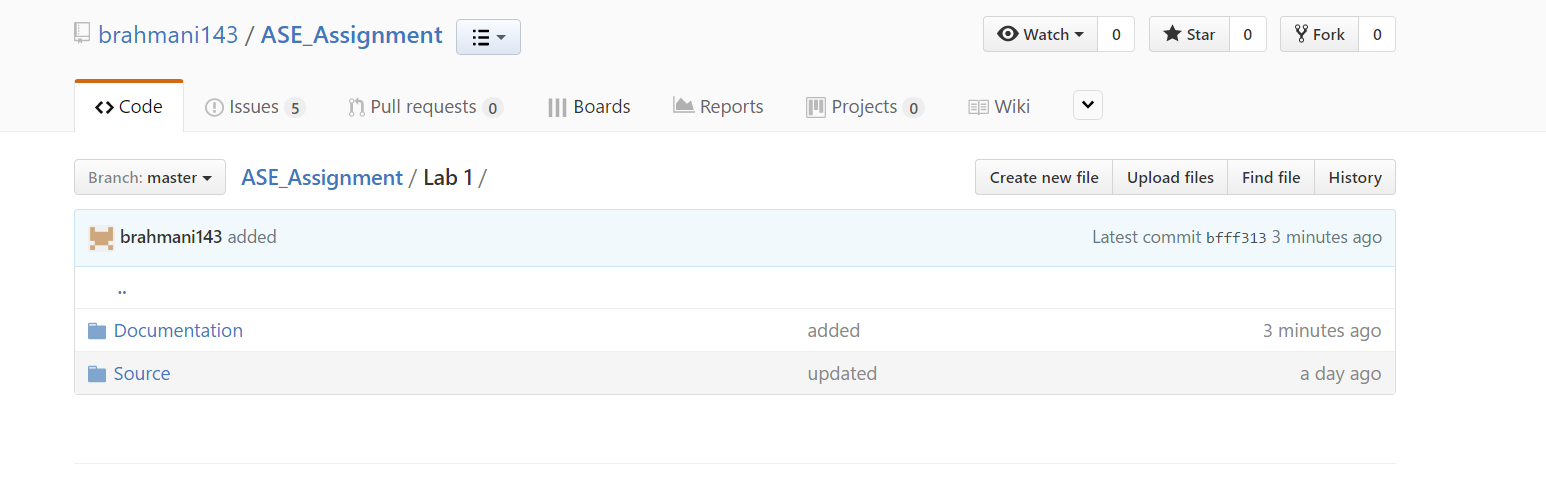 brahmani143 / ASE_Assignment Watch 0 Star 0 Fork 0
Code Issues 5 Pull requests 0 Boards Reports Projects 0 Wiki
Branch: master ASE_Assignment / Lab 1 / Create new file Upload files Find file History
brahmani143 added Latest commit bfff313 3 minutes ago
..
Documentation added 3 minutes ago
Source updated a day ago